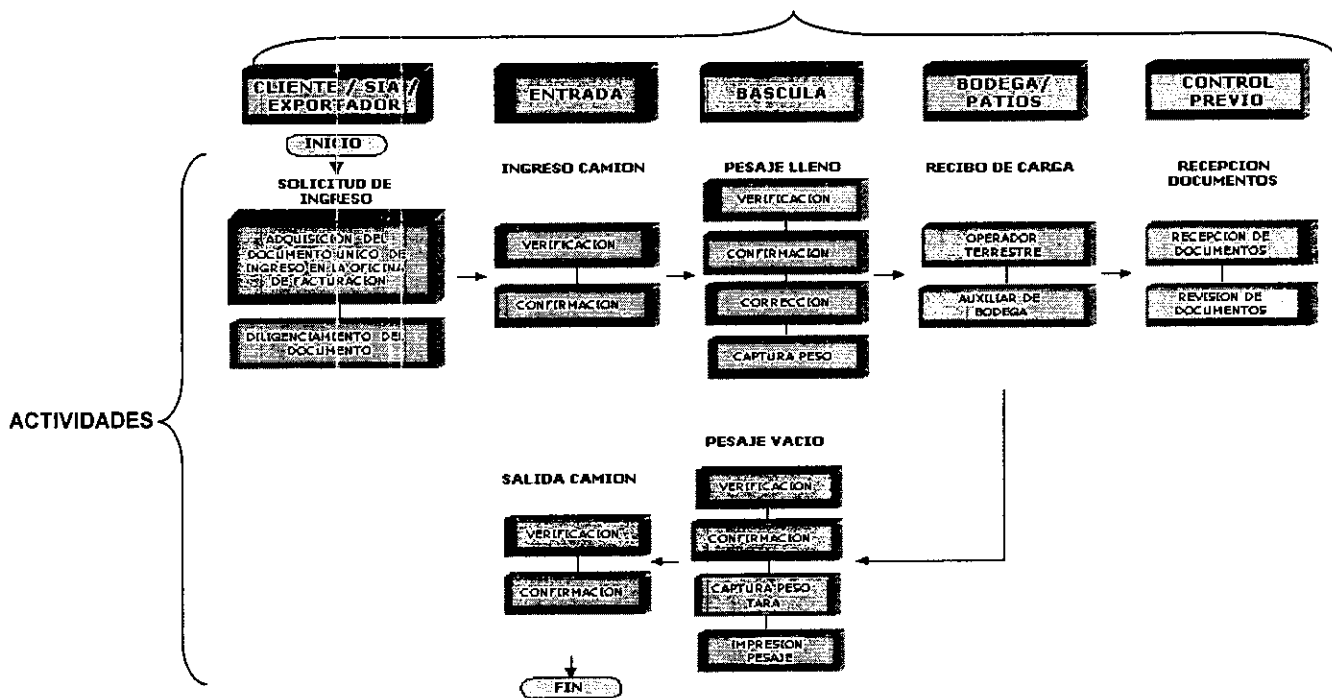 CLIENTE / SIA /
EXPORTADOR
ENTRADA
BASCULA
BODEGA/
PATIOS
CONTROL
PREVIO
INICIO
SOLICITUD DE
INGRESO
INGRESO CAMION
PESAJE LLENO
RECIBO DE CARGA
RECEPCION
DOCUMENTOS
ADQUISICION DEL
DOCUMENTO UNICO DE
INGRESO EN LA OFICINA
DE FACTURACION
DILIGENCIAMIENTO DEL
DOCUMENTO
VERIFICACION
CONFIRMACION
VERIFICACION
CONFIRMACION
CORRECCION
CAPTURA PESO
OPERADOR
TERRESTRE
AUXILIAR DE
BODEGA
RECEPCION DE
DOCUMENTOS
REVISION DE
DOCUMENTOS
ACTIVIDADES
PESAJE VACIO
VERIFICACION
CONFIRMACION
CAPTURA PESO
TARA
IMPRESION
PESAJE
SALIDA CAMION
VERIFICACION
CONFIRMACION
FIN